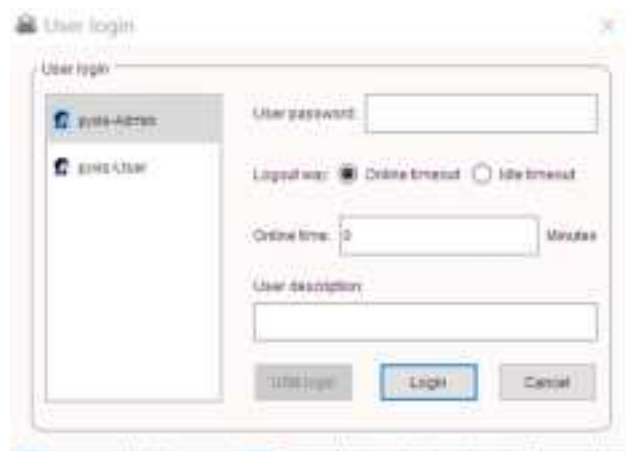 User login
User login
User password:
Logout way: Online timeout Idle timeout
Online time: 0 Minutes
User description
Login Cancel